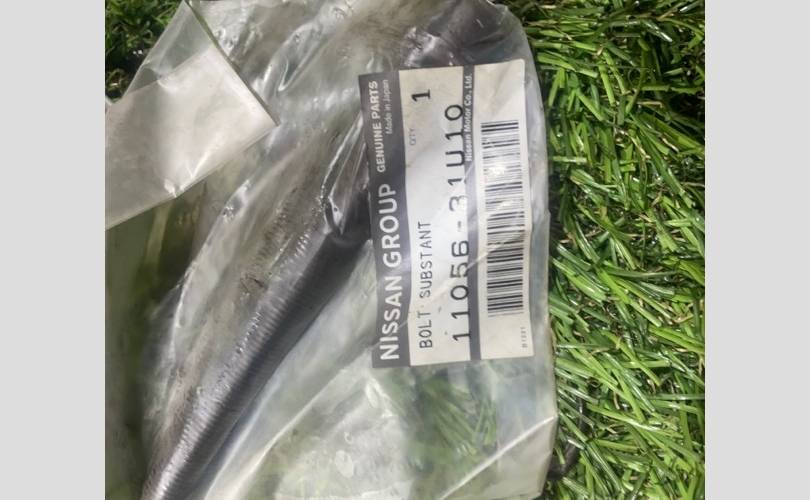 NISSAN GROUP GENUINE PARTS
Made in Japan
BOLT SUBSTANT QTY 1
11056-31U10
Nissan Motor Co., Ltd.